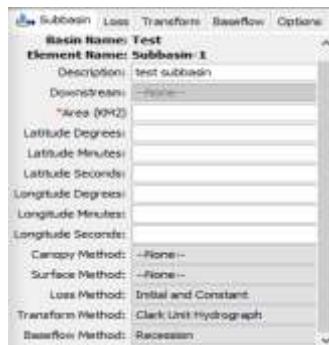 Subbasin Loss Transform Baseflow Options
Basin Name: Test
Element Name: Subbasin-1
Description: test subbasin
Downstream: --None--
*Area (KM2)
Latitude Degrees:
Latitude Minutes:
Latitude Seconds:
Longitude Degrees:
Longitude Minutes:
Longitude Seconds:
Canopy Method: --None--
Surface Method: --None--
Loss Method: Initial and Constant
Transform Method: Clark Unit Hydrograph
Baseflow Method: Recession